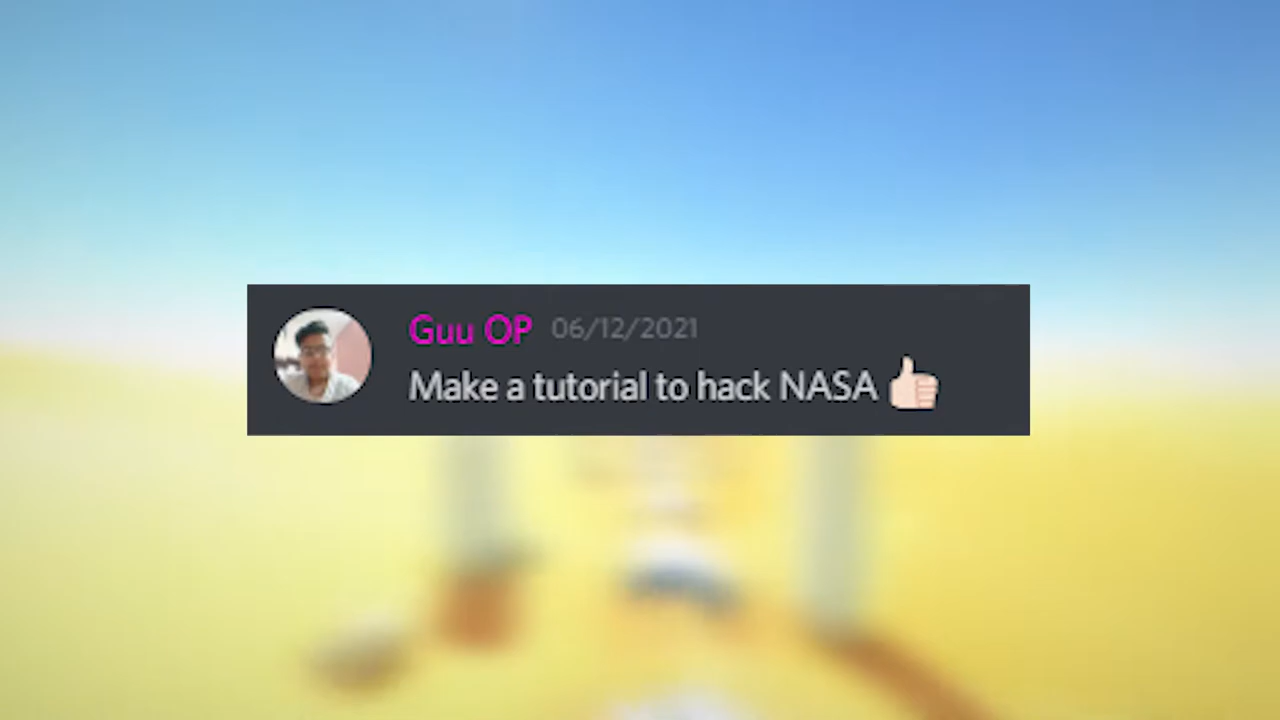 Guu OP 06/12/2021
Make a tutorial to hack NASA 👍🏻